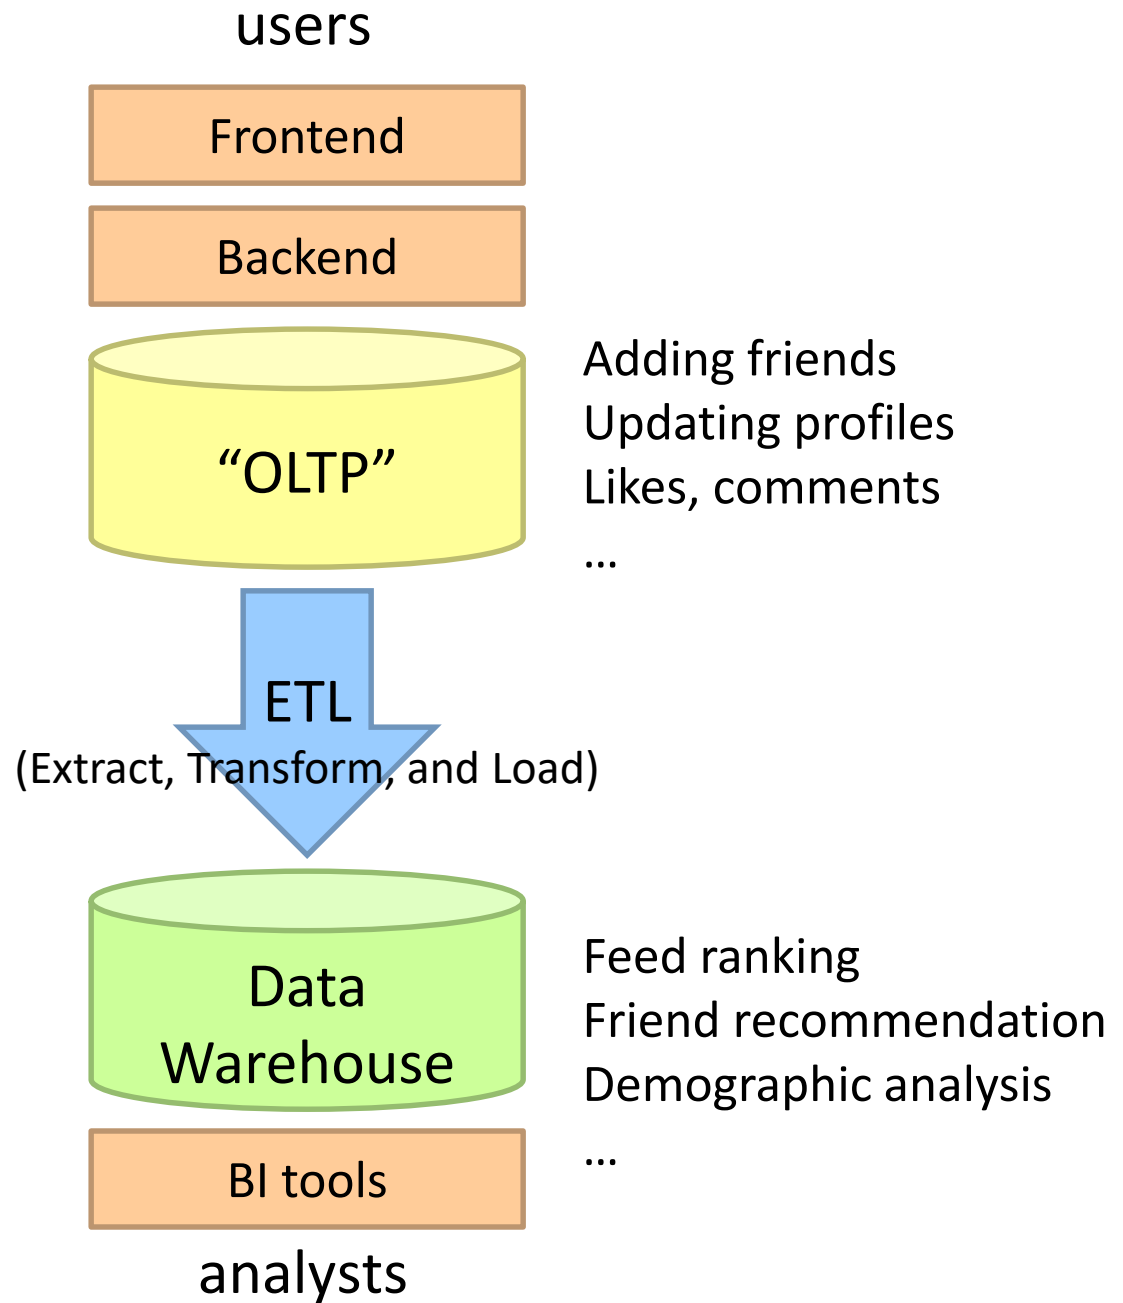 users
Frontend
Backend
“OLTP”
Adding friends
Updating profiles
Likes, comments
...
ETL
(Extract, Transform, and Load)
Data
Warehouse
Feed ranking
Friend recommendation
Demographic analysis
...
BI tools
analysts